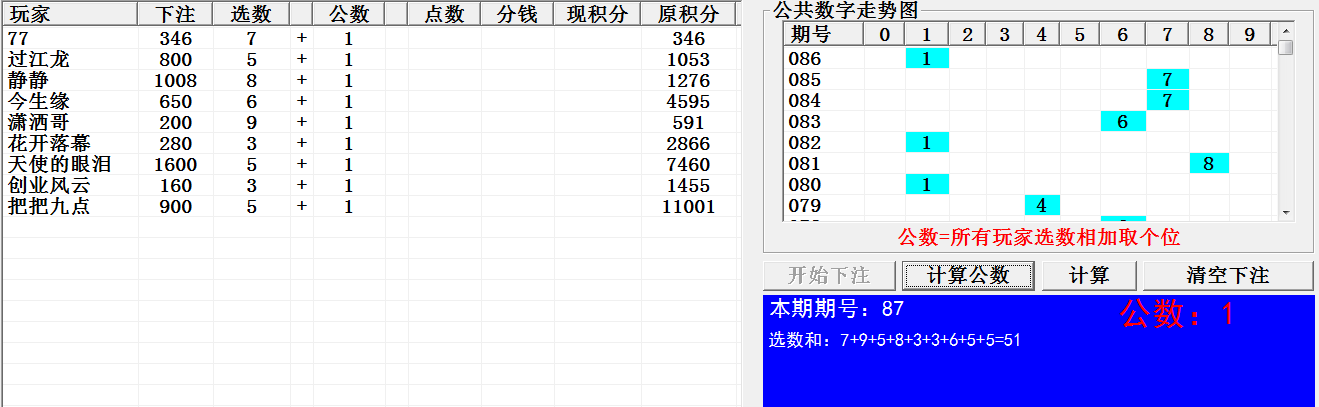 玩家 下注 选数 公数 点数 分钱 现积分 原积分
77 346 7 + 1 346
过江龙 800 5 + 1 1053
静静 1008 8 + 1 1276
今生缘 650 6 + 1 4595
潇洒哥 200 9 + 1 591
花开落幕 280 3 + 1 2866
天使的眼泪 1600 5 + 1 7460
创业风云 160 3 + 1 1455
把把九点 900 5 + 1 11001
公共数字走势图
期号 0 1 2 3 4 5 6 7 8 9
086 1
085 7
084 7
083 6
082 1
081 8
080 1
079 4
公数=所有玩家选数相加取个位
开始下注 计算公数 计算 清空下注
本期期号：87 公数：1
选数和：7+9+5+8+3+3+6+5+5=51